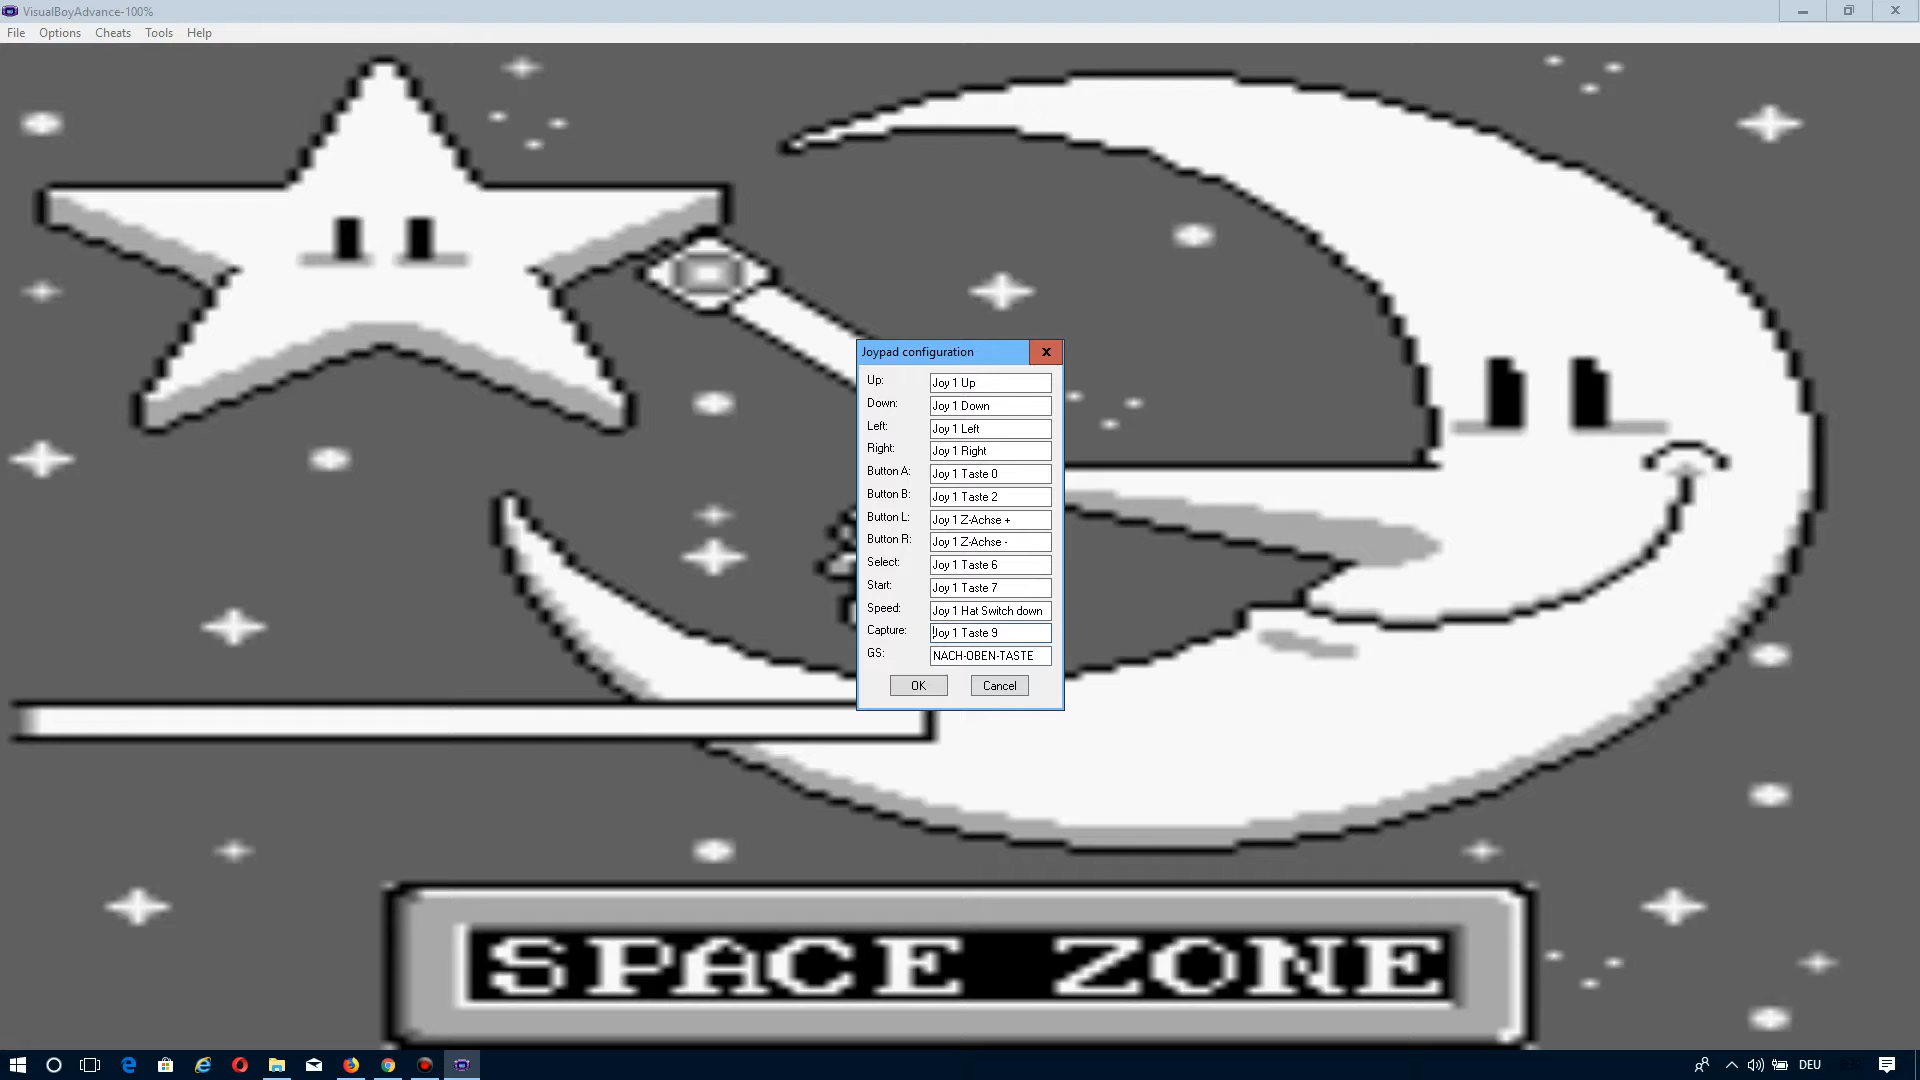 VisualBoyAdvance-100%
File Options Cheats Tools Help
Joypad configuration
Up: Joy 1 Up
Down: Joy 1 Down
Left: Joy 1 Left
Right: Joy 1 Right
Button A: Joy 1 Taste 0
Button B: Joy 1 Taste 2
Button L: Joy 1 Z-Achse +
Button R: Joy 1 Z-Achse -
Select: Joy 1 Taste 6
Start: Joy 1 Taste 7
Speed: Joy 1 Hat Switch down
Capture: Joy 1 Taste 9
GS: NACH-OBEN-TASTE
OK Cancel
SPACE ZONE
DEU